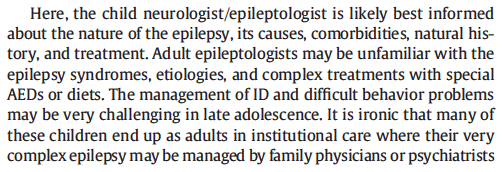 Here, the child neurologist/epileptologist is likely best informed
about the nature of the epilepsy, its causes, comorbidities, natural his-
tory, and treatment. Adult epileptologists may be unfamiliar with the
epilepsy syndromes, etiologies, and complex treatments with special
AEDs or diets. The management of ID and difficult behavior problems
may be very challenging in late adolescence. It is ironic that many of
these children end up as adults in institutional care where their very
complex epilepsy may be managed by family physicians or psychiatrists